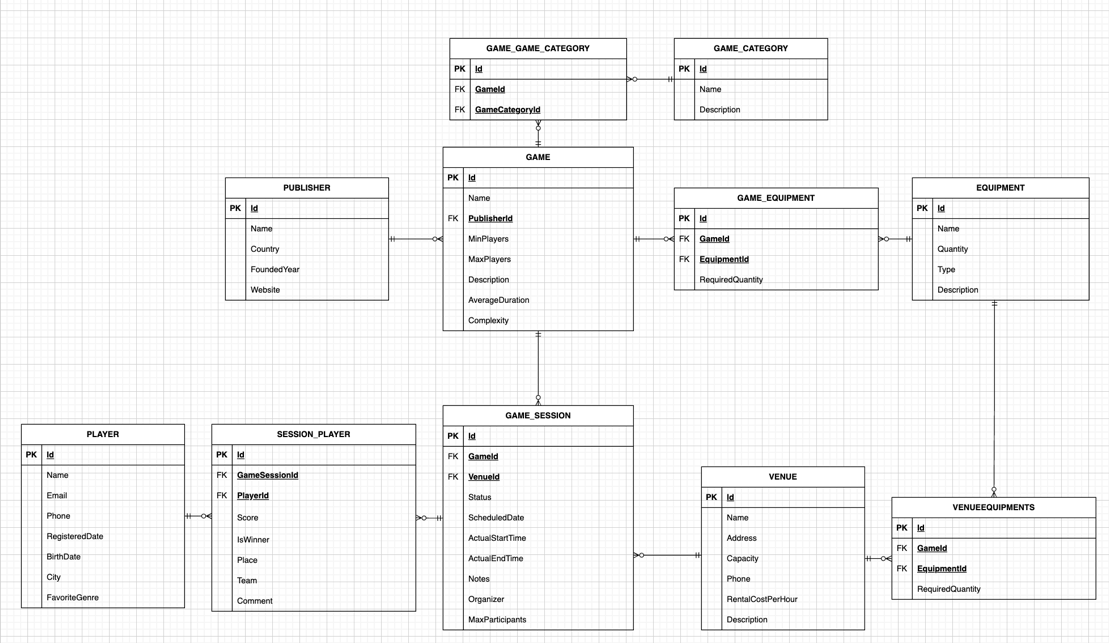 GAME_GAME_CATEGORY
PK Id
FK GameId
FK GameCategoryId
GAME_CATEGORY
PK Id
Name
Description
GAME
PK Id
Name
FK PublisherId
MinPlayers
MaxPlayers
Description
AverageDuration
Complexity
PUBLISHER
PK Id
Name
Country
FoundedYear
Website
GAME_EQUIPMENT
PK Id
FK GameId
FK EquipmentId
RequiredQuantity
EQUIPMENT
PK Id
Name
Quantity
Type
Description
PLAYER
PK Id
Name
Email
Phone
RegisteredDate
BirthDate
City
FavoriteGenre
SESSION_PLAYER
PK Id
FK GameSessionId
FK PlayerId
Score
IsWinner
Place
Team
Comment
GAME_SESSION
PK Id
FK GameId
FK VenueId
Status
ScheduledDate
ActualStartTime
ActualEndTime
Notes
Organizer
MaxParticipants
VENUE
PK Id
Name
Address
Capacity
Phone
RentalCostPerHour
Description
VENUEEQUIPMENTS
PK Id
FK GameId
FK EquipmentId
RequiredQuantity